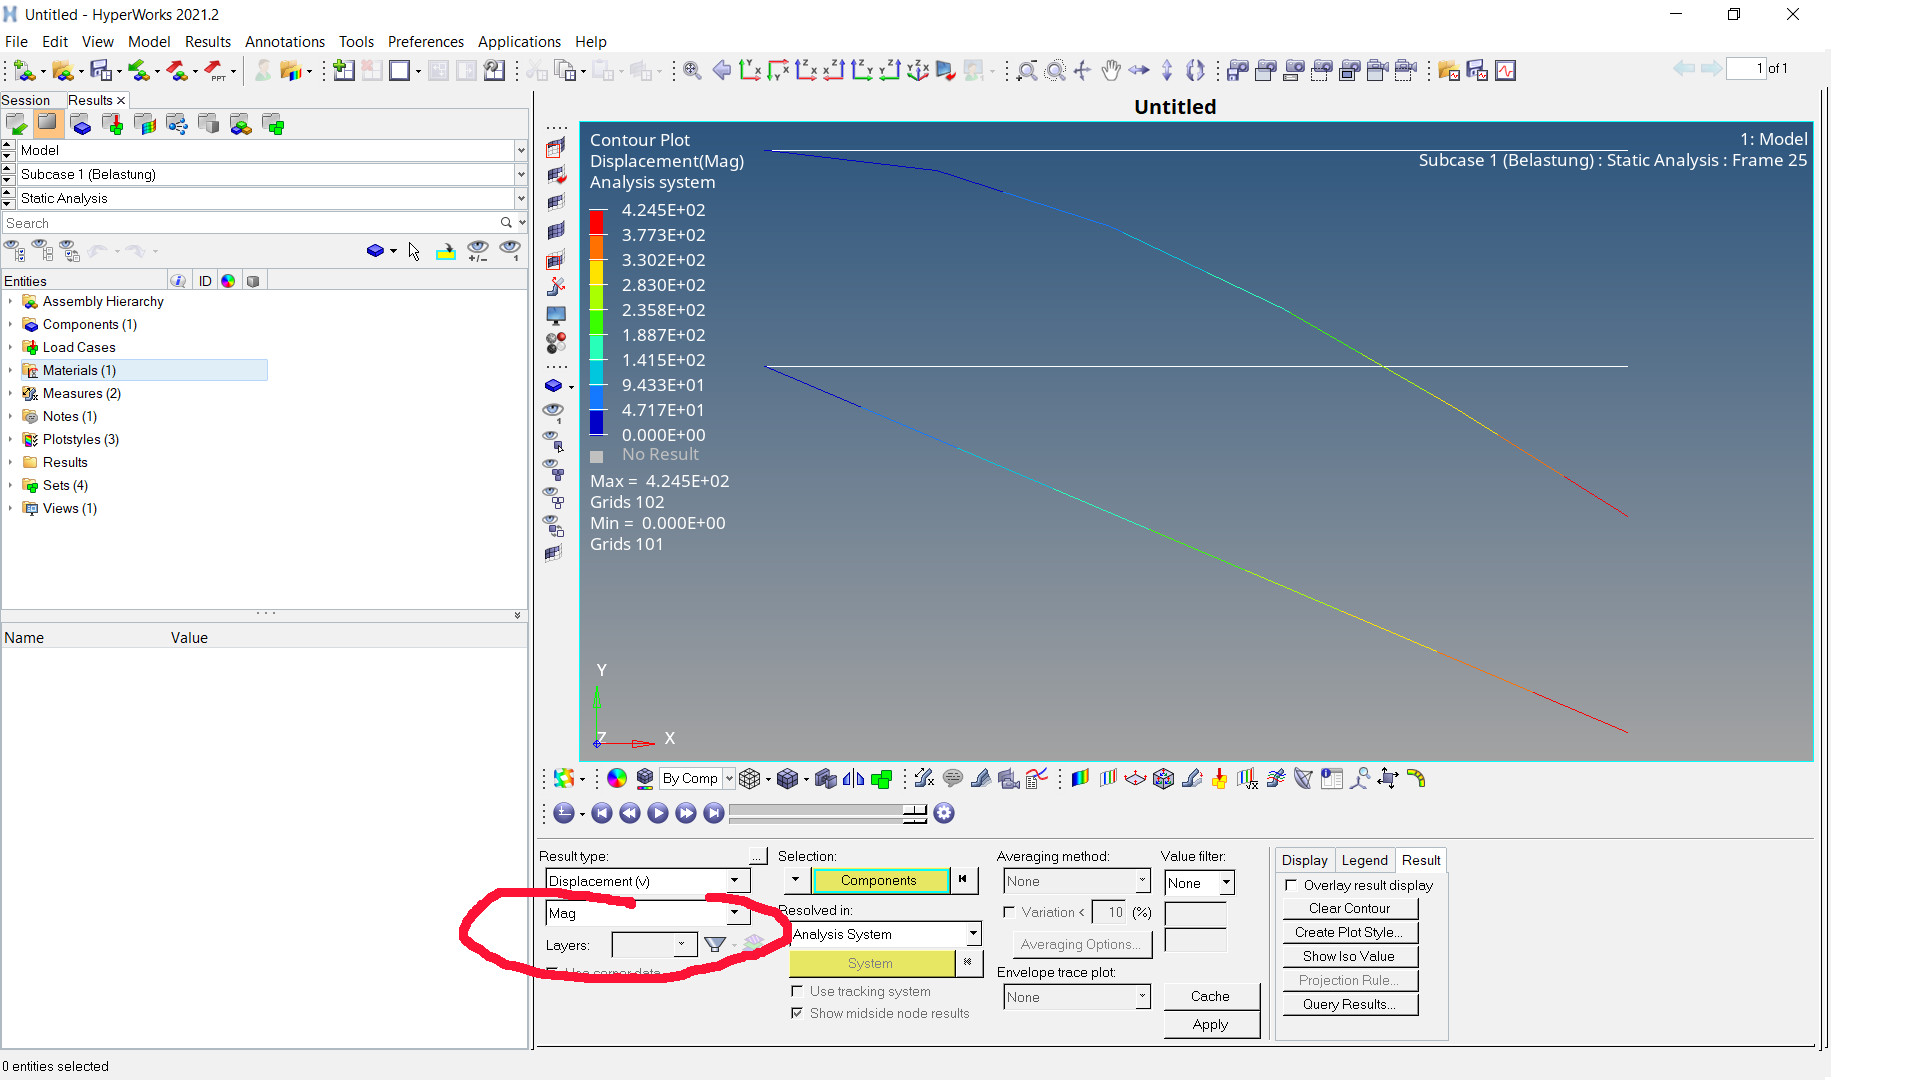 Untitled - HyperWorks 2021.2
File Edit View Model Results Annotations Tools Preferences Applications Help
PPT
1 of 1
Session Results
Model
Subcase 1 (Belastung)
Static Analysis
Search
Entities ID
Assembly Hierarchy
Components (1)
Load Cases
Materials (1)
Measures (2)
Notes (1)
Plotstyles (3)
Results
Sets (4)
Views (1)
Name Value
0 entities selected
Untitled
Contour Plot
Displacement(Mag)
Analysis system
4.245E+02
3.773E+02
3.302E+02
2.830E+02
2.358E+02
1.887E+02
1.415E+02
9.433E+01
4.717E+01
0.000E+00
No Result
Max = 4.245E+02
Grids 102
Min = 0.000E+00
Grids 101
1: Model
Subcase 1 (Belastung) : Static Analysis : Frame 25
Y
Z X
By Comp
Result type: ...
Displacement (v)
Mag
Layers:
Use corner data
Selection:
Components
Resolved in:
Analysis System
System
Use tracking system
Show midside node results
Averaging method:
None
Variation < 10 (%)
Averaging Options...
Envelope trace plot:
None
Value filter:
None
Cache
Apply
Display Legend Result
Overlay result display
Clear Contour
Create Plot Style...
Show Iso Value
Projection Rule...
Query Results...